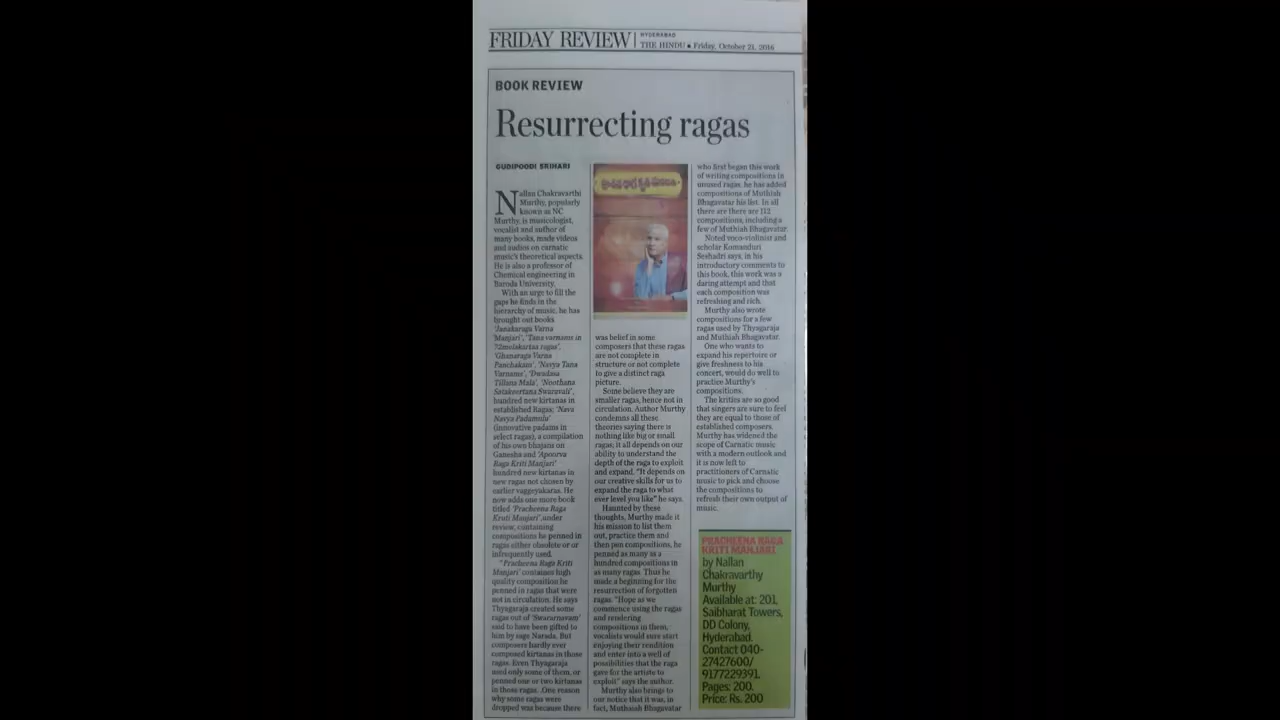 FRIDAY REVIEW
HYDERABAD
THE HINDU ■ Friday, October 21, 2016
BOOK REVIEW
Resurrecting ragas
GUDIPOODI SRIHARI
Nallan Chakravarthi
Murthy, popularly
known as NC
Murthy, is musicologist,
vocalist and author of
many books, made videos
and audios on carnatic
music's theoretical aspects.
He is also a professor of
Chemical engineering in
Baroda University.
With an urge to fill the
gaps he finds in the
hierarchy of music, he has
brought out books
'Janakaraga Varna
Manjari', 'Tana varnams in
72melakartaa ragas',
'Ghanaraga Varna
Panchakam', 'Navya Tana
Varnams', 'Dwadasa
Tillana Mala', 'Noothana
Satakeertana Swaravali',
hundred new kirtanas in
established Ragas; 'Nava
Navya Padamulu'
(innovative padams in
select ragas), a compilation
of his own bhajans on
Ganesha and 'Apoorva
Raga Kriti Manjari'
hundred new kirtanas in
new ragas not chosen by
earlier vaggeyakaras. He
now adds one more book
titled 'Pracheena Raga
Kruti Manjari', under
review, containing
compositions he penned in
ragas either obsolete or or
infrequently used.
"Pracheena Raga Kriti
Manjari' contains high
quality composition he
penned in ragas that were
not in circulation. He says
Thyagaraja created some
ragas out of 'Swararnavam'
said to have been gifted to
him by sage Narada. But
composers hardly ever
composed kirtanas in those
ragas. Even Thyagaraja
used only some of them, or
penned one or two kirtanas
in those ragas. .One reason
why some ragas were
dropped was because there
was belief in some
composers that these ragas
are not complete in
structure or not complete
to give a distinct raga
picture.
Some believe they are
smaller ragas, hence not in
circulation. Author Murthy
condemns all these
theories saying there is
nothing like big or small
ragas; it all depends on our
ability to understand the
depth of the raga to exploit
and expand. "It depends on
our creative skills for us to
expand the raga to what
ever level you like" he says.
Haunted by these
thoughts, Murthy made it
his mission to list them
out, practice them and
then pen compositions, he
penned as many as a
hundred compositions in
as many ragas. Thus he
made a beginning for the
resurrection of forgotten
ragas. "Hope as we
commence using the ragas
and rendering
compositions in them,
vocalists would sure start
enjoying their rendition
and enter into a well of
possibilities that the raga
gave for the artiste to
exploit" says the author.
Murthy also brings to
our notice that it was, in
fact, Muthaiah Bhagavatar
who first began this work
of writing compositions in
unused ragas, he has added
compositions of Muthiah
Bhagavatar his list. In all
there are there are 112
compositions, including a
few of Muthiah Bhagavatar.
Noted voco-violinist and
scholar Komanduri
Seshadri says, in his
introductory comments to
this book, this work was a
daring attempt and that
each composition was
refreshing and rich.
Murthy also wrote
compositions for a few
ragas used by Thyagaraja
and Muthiah Bhagavatar.
One who wants to
expand his repertoire or
give freshness to his
concert, would do well to
practice Murthy's
compositions.
The krities are so good
that singers are sure to feel
they are equal to those of
established composers.
Murthy has widened the
scope of Carnatic music
with a modern outlook and
it is now left to
practitioners of Carnatic
music to pick and choose
the compositions to
refresh their own output of
music.
PRACHEENA RAGA
KRITI MANJARI
by Nallan
Chakravarthy
Murthy
Available at: 201,
Saibharat Towers,
DD Colony,
Hyderabad.
Contact 040-
27427600/
9177229391.
Pages: 200.
Price: Rs. 200